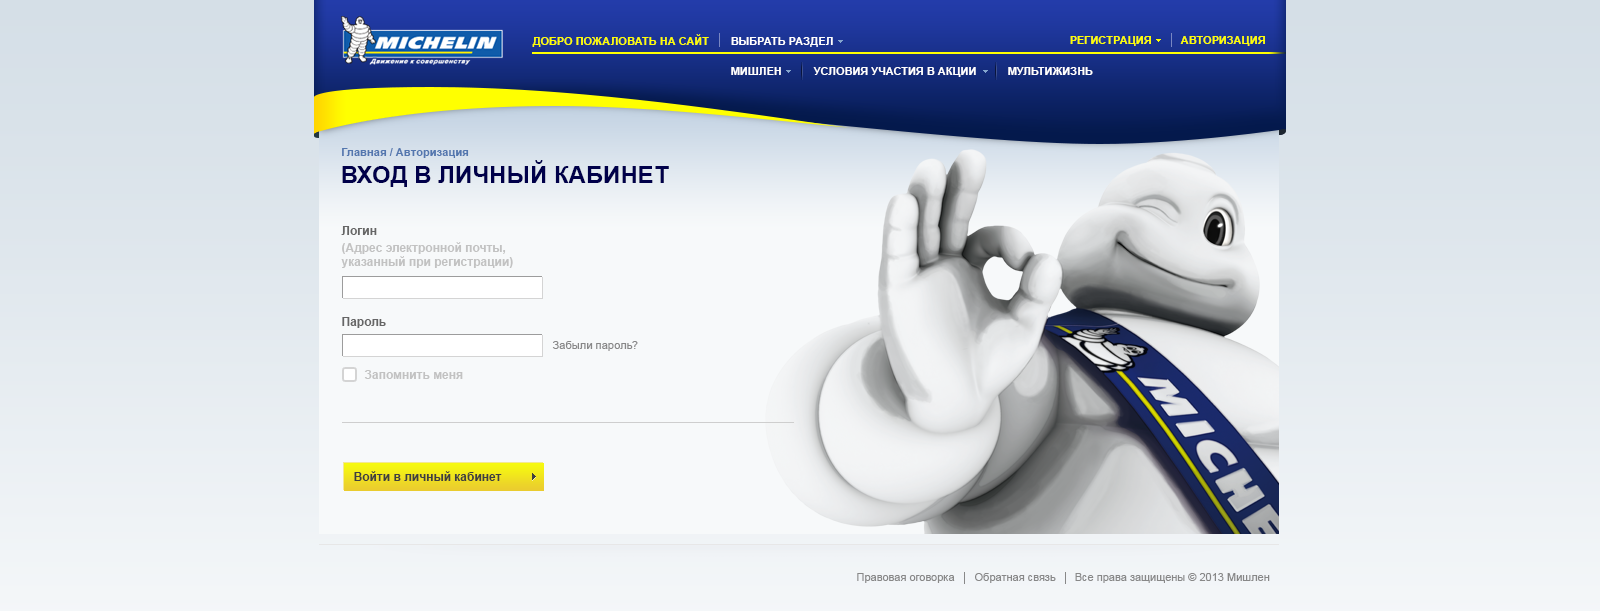 MICHELIN
Движение к совершенству
ДОБРО ПОЖАЛОВАТЬ НА САЙТ
ВЫБРАТЬ РАЗДЕЛ
РЕГИСТРАЦИЯ
АВТОРИЗАЦИЯ
МИШЛЕН
УСЛОВИЯ УЧАСТИЯ В АКЦИИ
МУЛЬТИЖИЗНЬ
Главная / Авторизация
ВХОД В ЛИЧНЫЙ КАБИНЕТ
Логин
(Адрес электронной почты,
указанный при регистрации)
Пароль
Забыли пароль?
Запомнить меня
Войти в личный кабинет
MICHE
Правовая оговорка
Обратная связь
Все права защищены © 2013 Мишлен